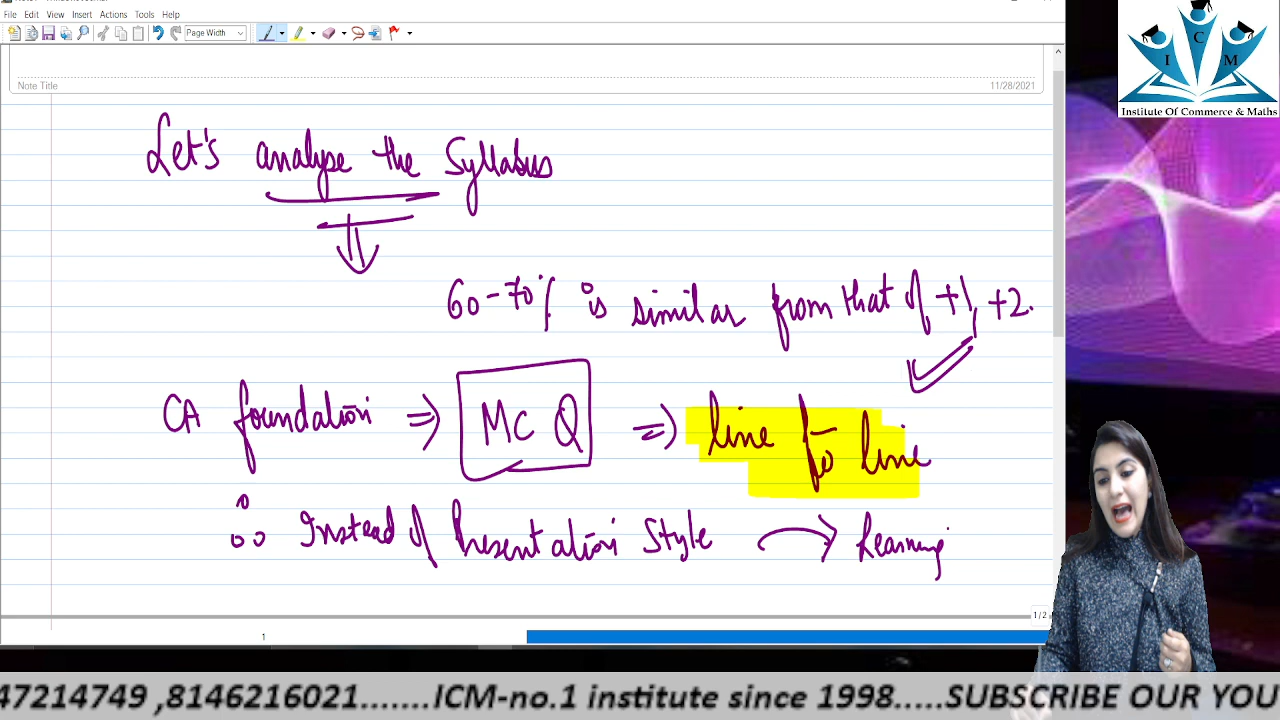 File Edit View Insert Actions Tools Help
Page Width
Note Title
11/28/2021
Let's analyse the Syllabus
60-70% is similar from that of +1, +2.
CA foundation ⇒ MCQ ⇒ line to line
∴ Instead of Presentation Style → Learning
1/2
1
I C M
Institute Of Commerce & Maths
47214749 ,8146216021.......ICM-no.1 institute since 1998.....SUBSCRIBE OUR YOU